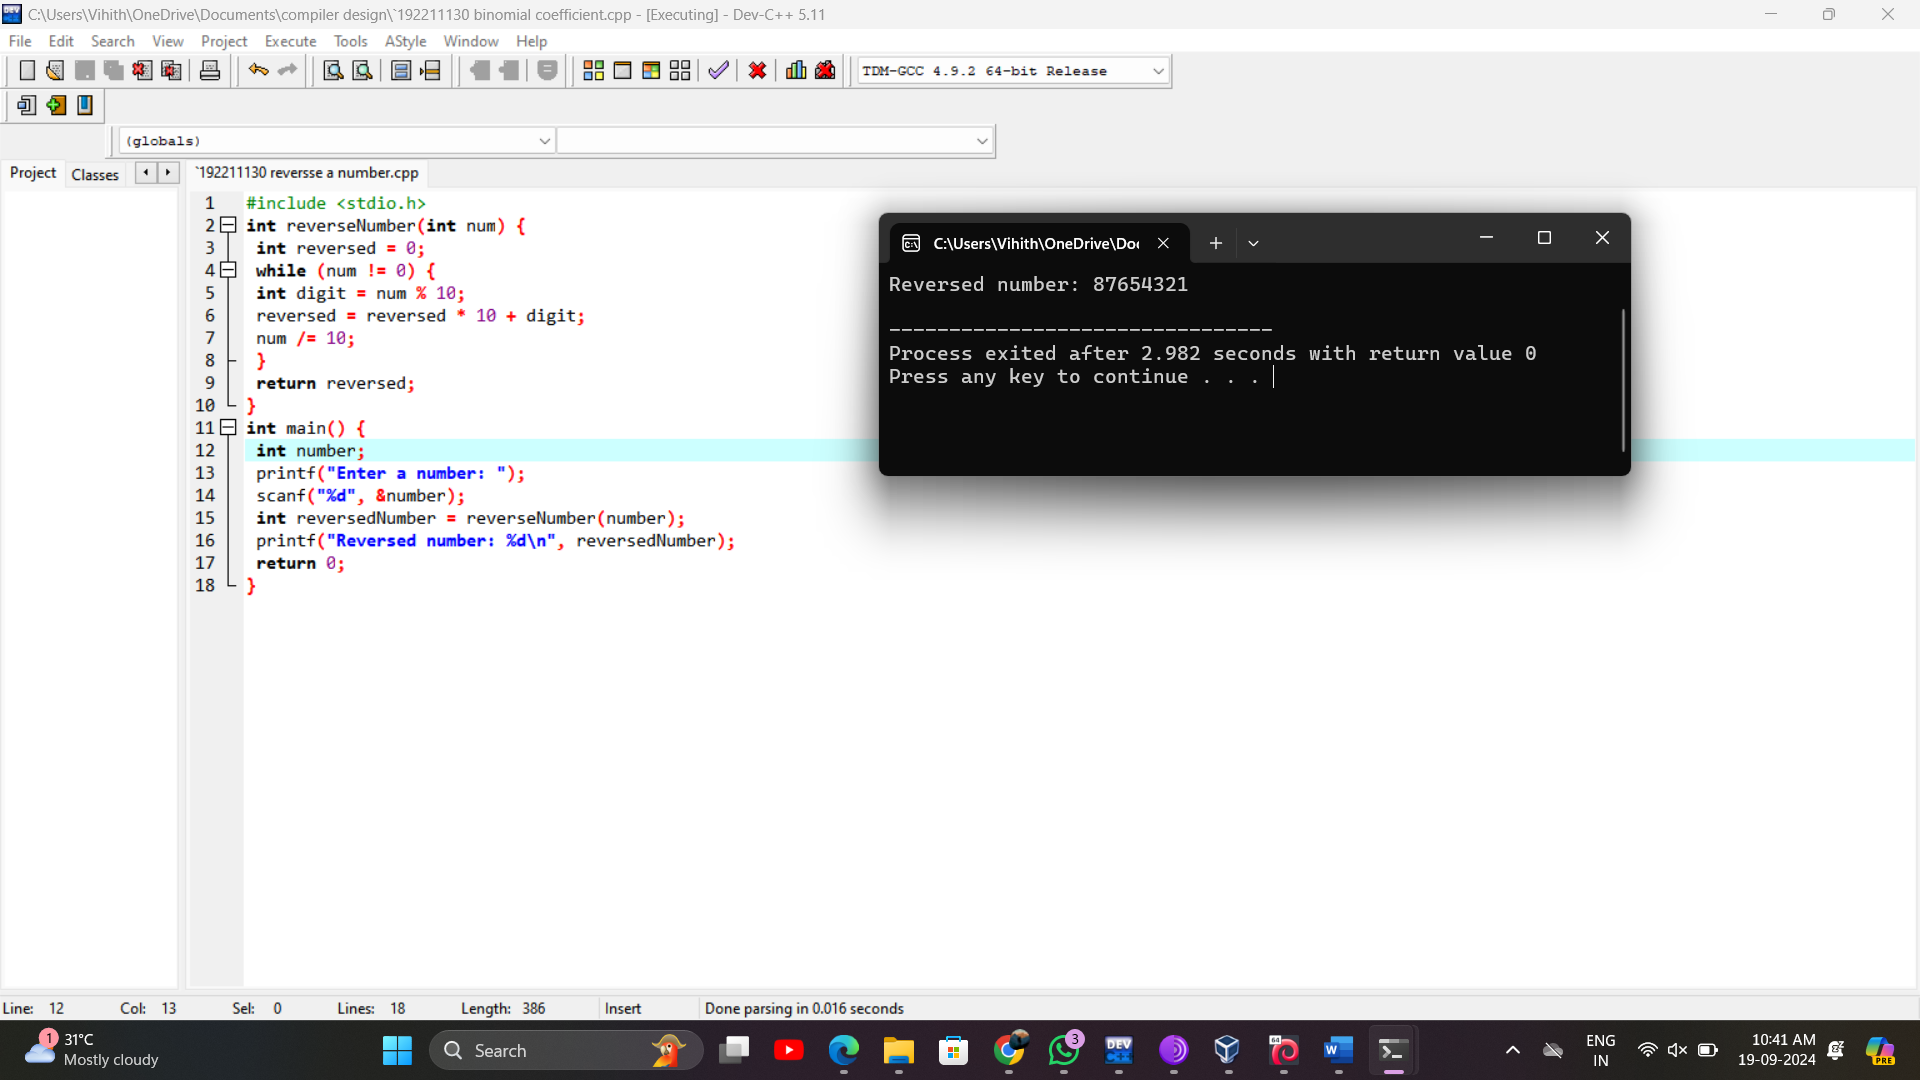 C:\Users\Vihith\OneDrive\Documents\compiler design\`192211130 binomial coefficient.cpp - [Executing] - Dev-C++ 5.11
File Edit Search View Project Execute Tools AStyle Window Help
TDM-GCC 4.9.2 64-bit Release
(globals)
Project Classes
`192211130 reversse a number.cpp
1 #include <stdio.h>
2 int reverseNumber(int num) {
3 int reversed = 0;
4 while (num != 0) {
5 int digit = num % 10;
6 reversed = reversed * 10 + digit;
7 num /= 10;
8 }
9 return reversed;
10 }
11 int main() {
12 int number;
13 printf("Enter a number: ");
14 scanf("%d", &number);
15 int reversedNumber = reverseNumber(number);
16 printf("Reversed number: %d\n", reversedNumber);
17 return 0;
18 }
C:\Users\Vihith\OneDrive\Do
Reversed number: 87654321
--------------------------------
Process exited after 2.982 seconds with return value 0
Press any key to continue . . .
Line: 12 Col: 13 Sel: 0 Lines: 18 Length: 386 Insert Done parsing in 0.016 seconds
1
31°C
Mostly cloudy
Search
3
DEV
C++
64
W
PRE
ENG
IN
10:41 AM
19-09-2024